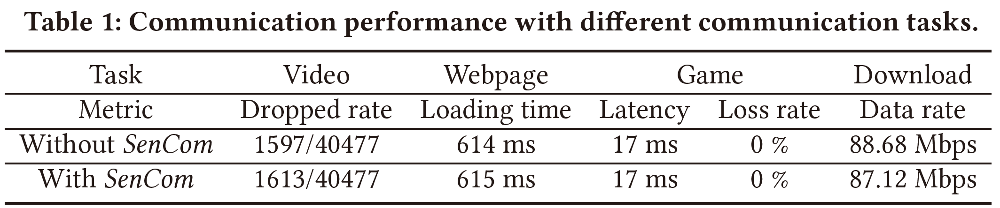 Table 1: Communication performance with different communication tasks.
Task Video Webpage Game Download
Metric Dropped rate Loading time Latency Loss rate Data rate
Without SenCom 1597/40477 614 ms 17 ms 0 % 88.68 Mbps
With SenCom 1613/40477 615 ms 17 ms 0 % 87.12 Mbps